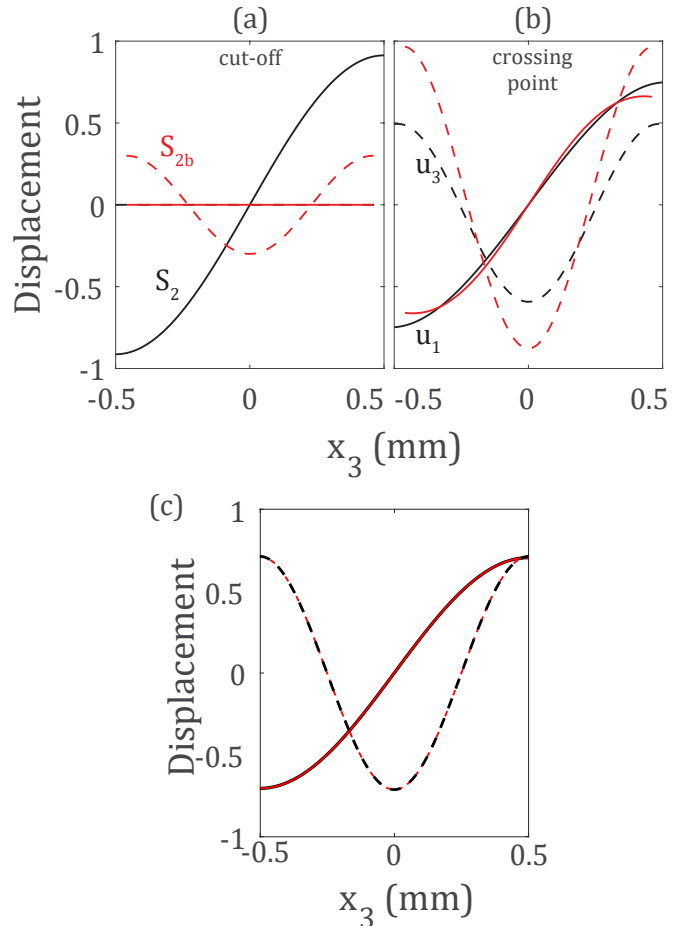 (a)
(b)
1
0.5
0
-0.5
-1
Displacement
cut-off
S2b
S2
crossing
point
u3
u1
-0.5
0
0.5
-0.5
0
0.5
x3 (mm)
(c)
1
0.5
0
-0.5
-1
Displacement
-0.5
0
0.5
x3 (mm)